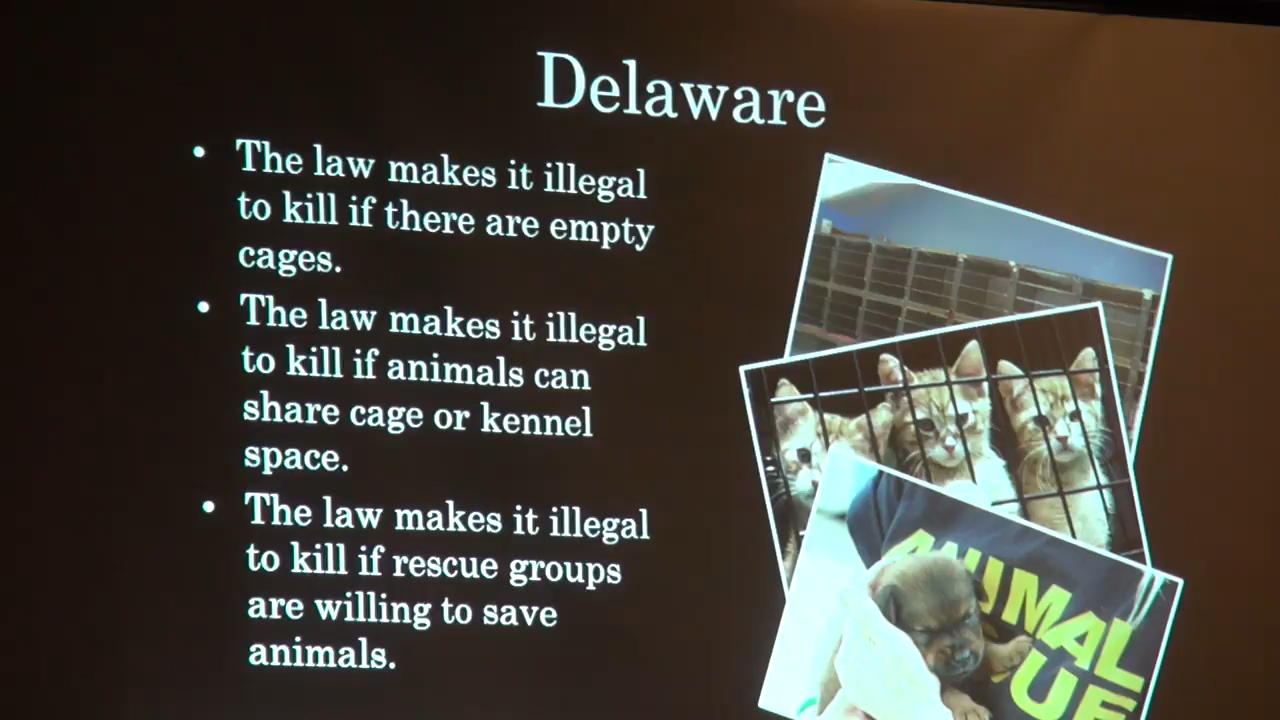 Delaware
• The law makes it illegal
to kill if there are empty
cages.
• The law makes it illegal
to kill if animals can
share cage or kennel
space.
• The law makes it illegal
to kill if rescue groups
are willing to save
animals.
ANIMAL